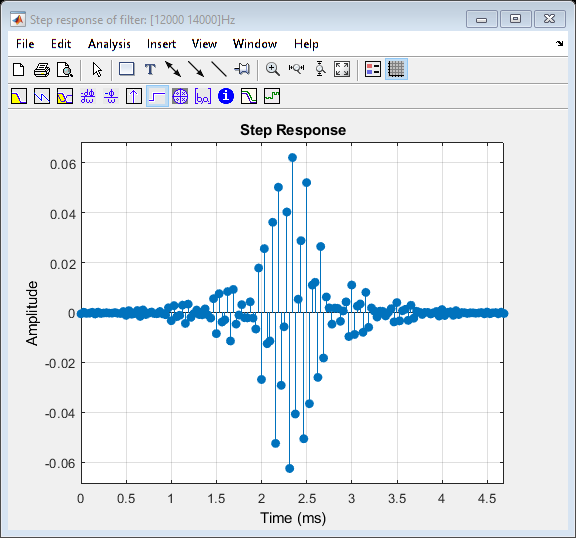 Step response of filter: [12000 14000]Hz
File Edit Analysis Insert View Window Help
T
[b,a]
i
Step Response
0.06
0.04
0.02
0
-0.02
-0.04
-0.06
Amplitude
0 0.5 1 1.5 2 2.5 3 3.5 4 4.5
Time (ms)